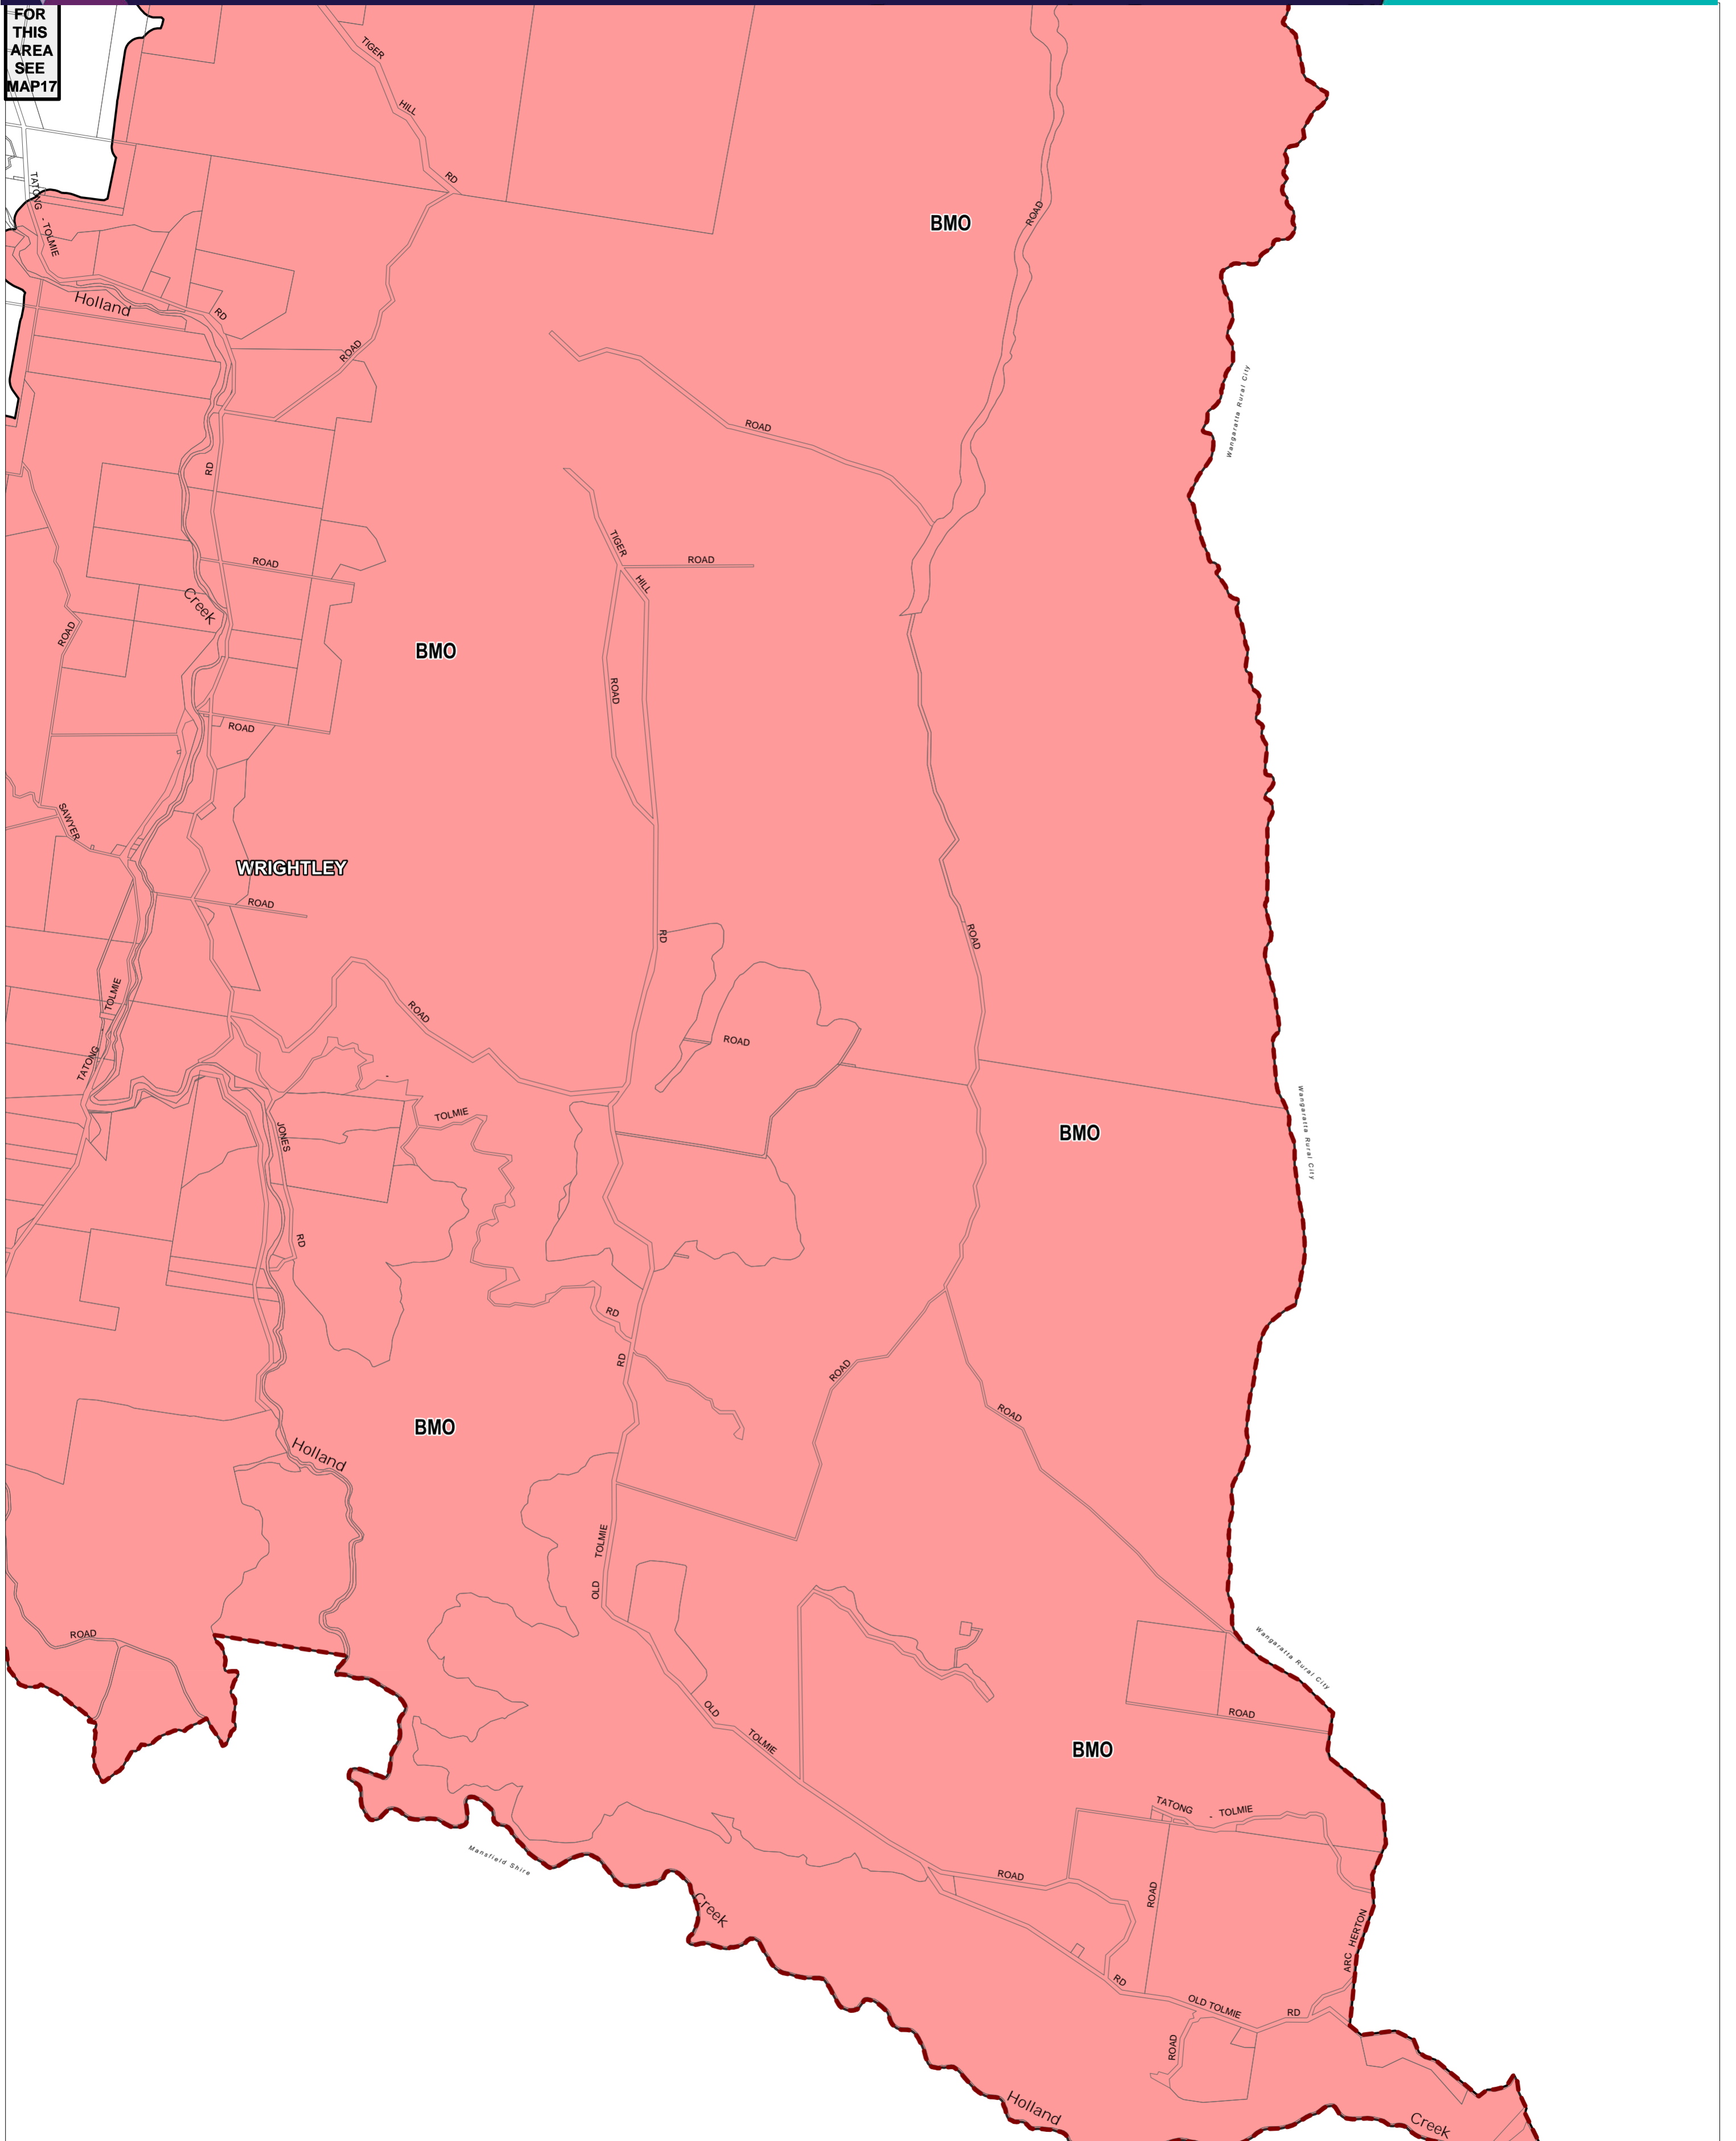 FOR
THIS
AREA
SEE
MAP17
TIGER
HILL
RD
TATONG
-
TOLMIE
RD
Holland
ROAD
BMO
ROAD
Wangaratta Rural City
ROAD
RD
ROAD
Creek
ROAD
TIGER
HILL
ROAD
ROAD
BMO
ROAD
SAWYER
WRIGHTLEY
ROAD
RD
ROAD
TOLMIE
TATONG
ROAD
ROAD
TOLMIE
JONES
RD
BMO
Wangaratta Rural City
RD
RD
ROAD
ROAD
BMO
Holland
TOLMIE
OLD
ROAD
Wangaratta Rural City
OLD
TOLMIE
ROAD
BMO
TATONG
-
TOLMIE
Mansfield Shire
ROAD
ROAD
Creek
ARC
HERTON
RD
OLD TOLMIE
RD
ROAD
Holland
Creek